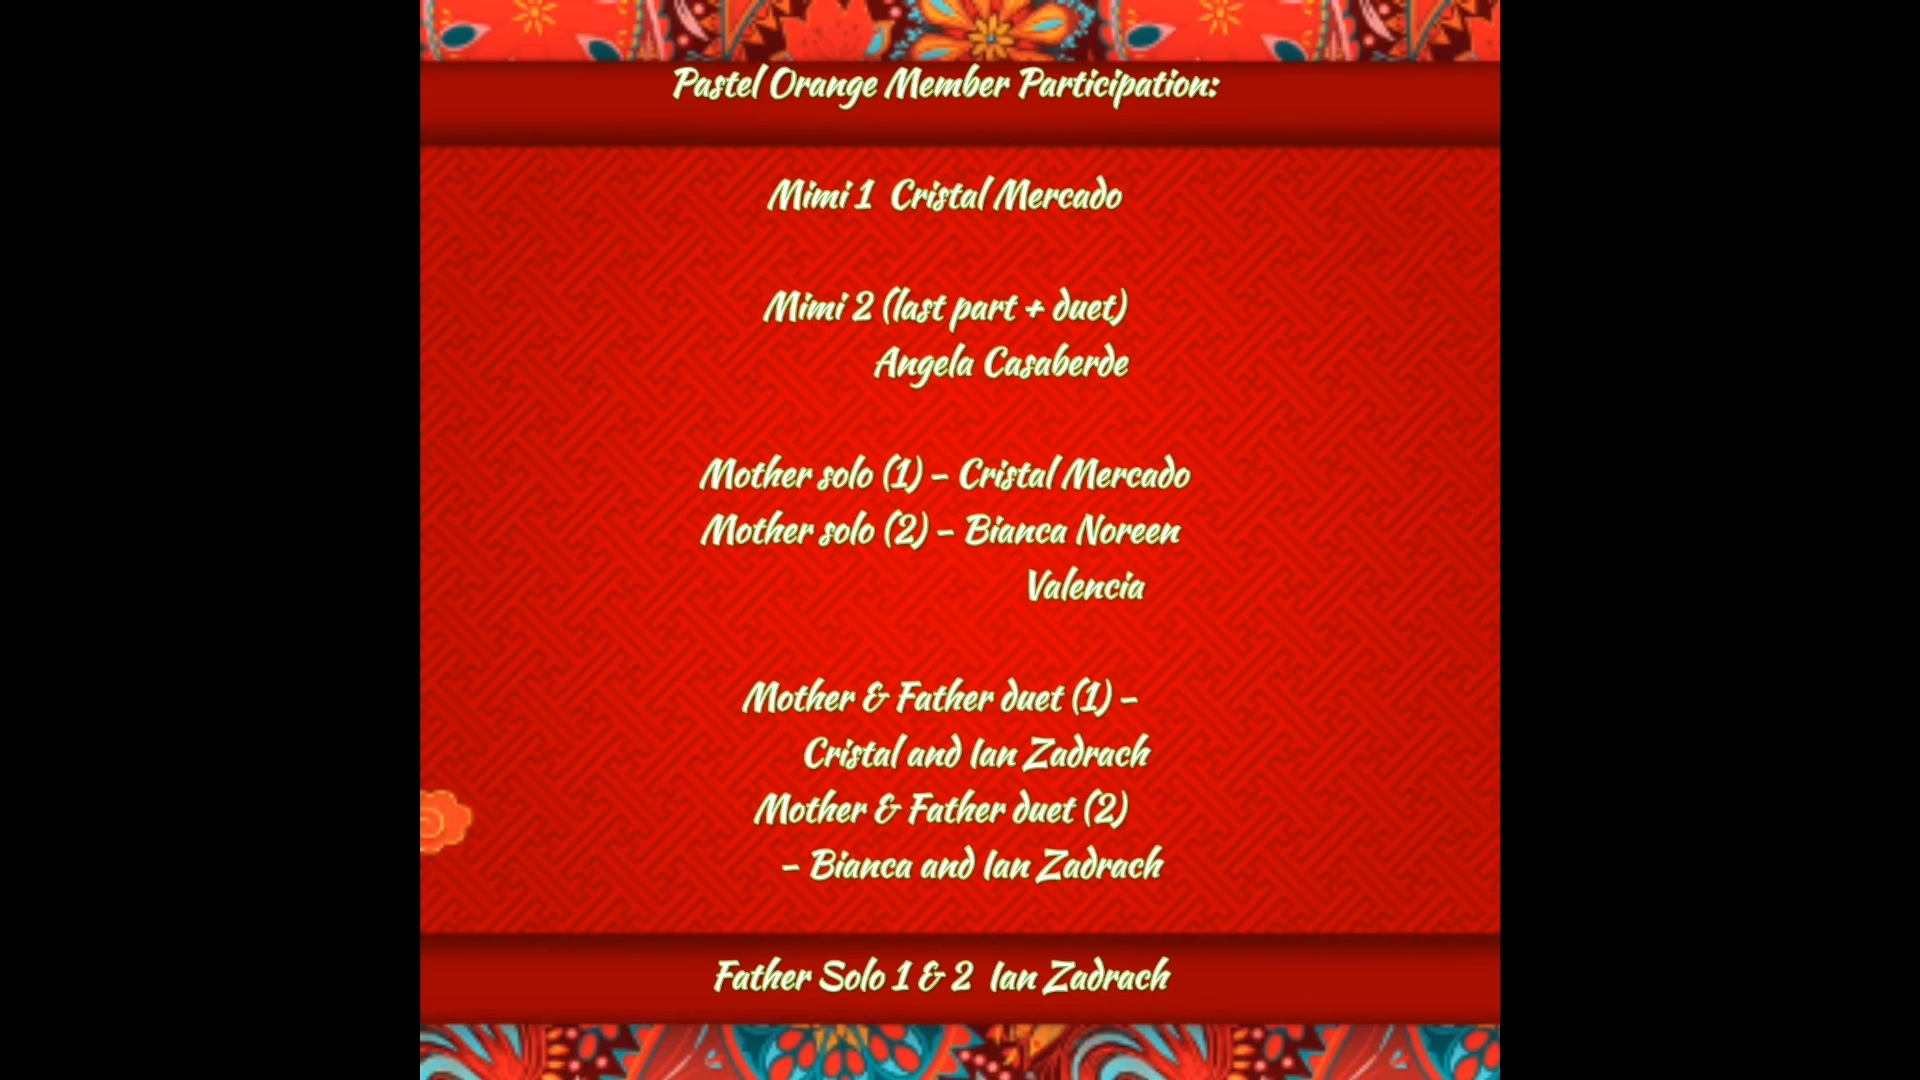 Pastel Orange Member Participation:
Mimi 1 Cristal Mercado
Mimi 2 (last part + duet)
Angela Casaberde
Mother solo (1) - Cristal Mercado
Mother solo (2) - Bianca Noreen
Valencia
Mother & Father duet (1) -
Cristal and Ian Zadrach
Mother & Father duet (2)
- Bianca and Ian Zadrach
Father Solo 1 & 2 Ian Zadrach